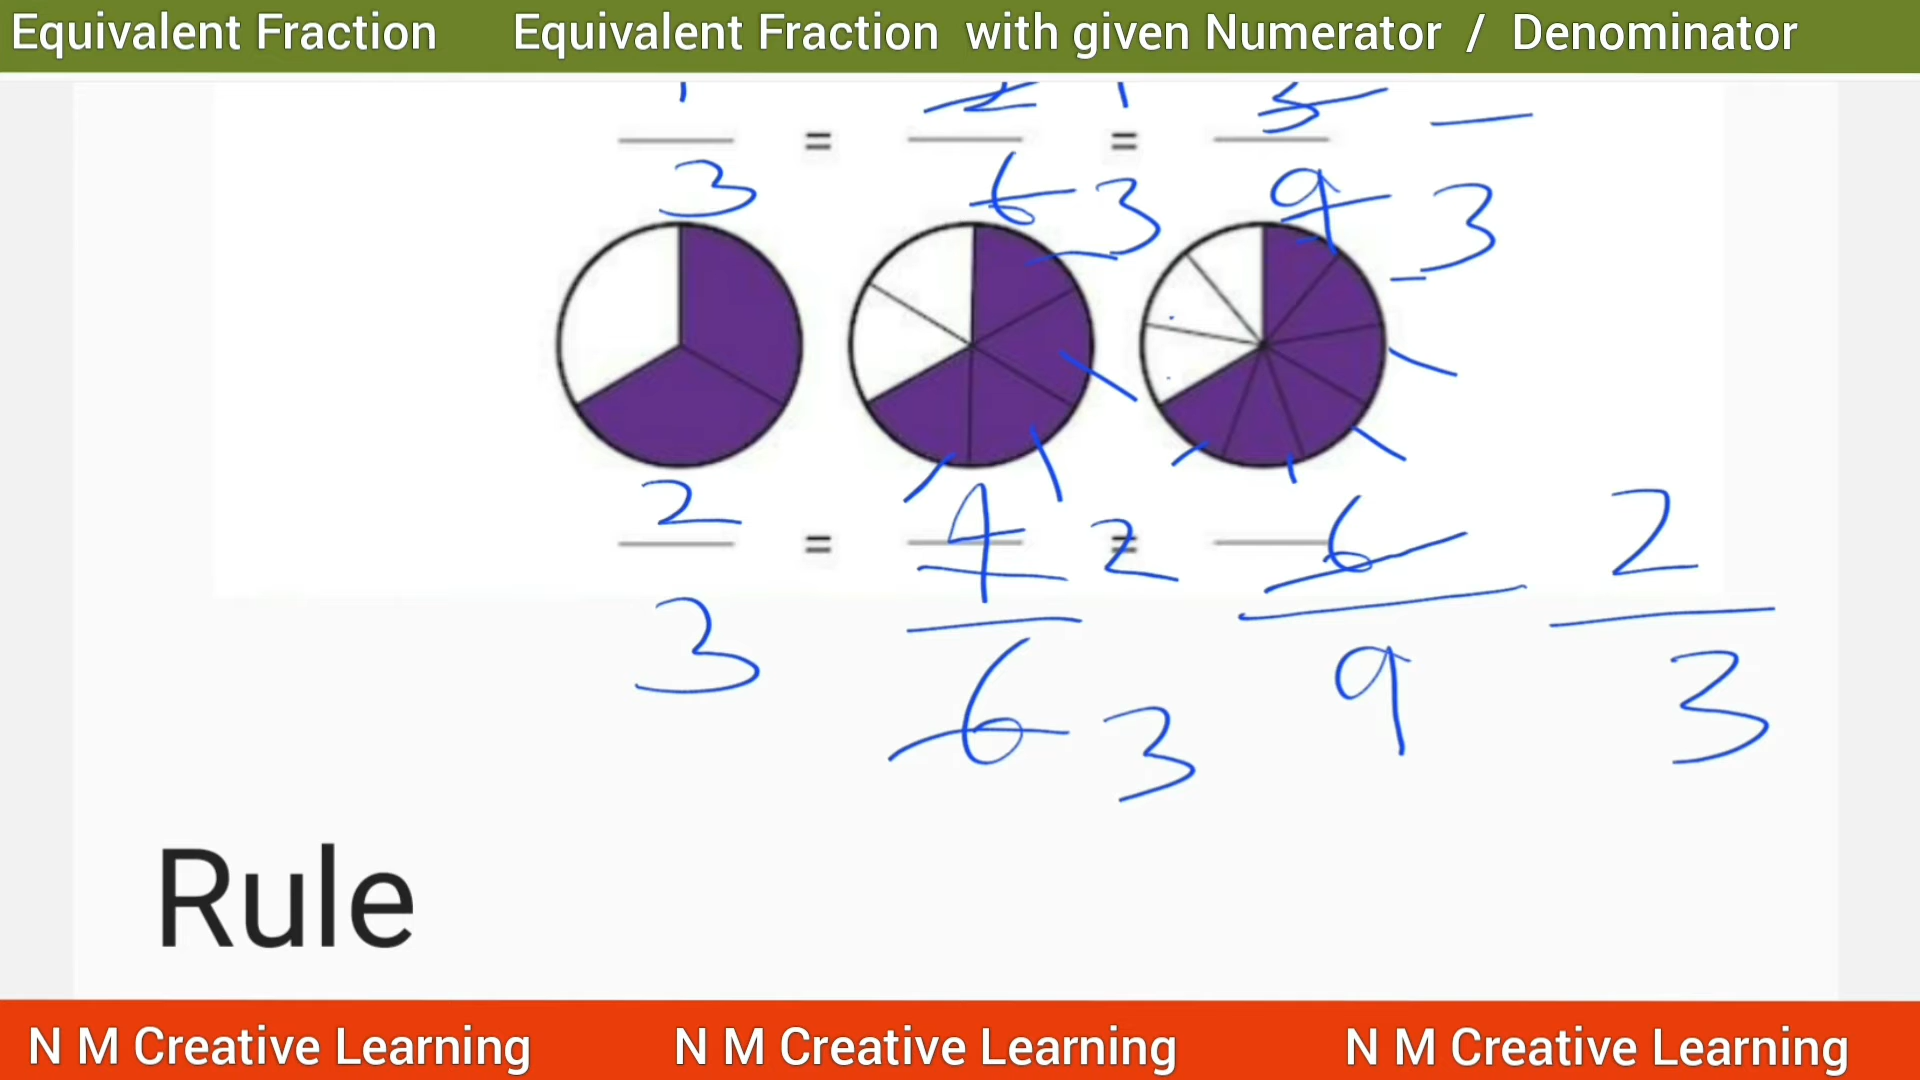 Equivalent Fraction Equivalent Fraction with given Numerator / Denominator
= =
3 6 3 9 3
2 = 4 2 = 6 2
3 6 3 9 3
Rule
N M Creative Learning N M Creative Learning N M Creative Learning